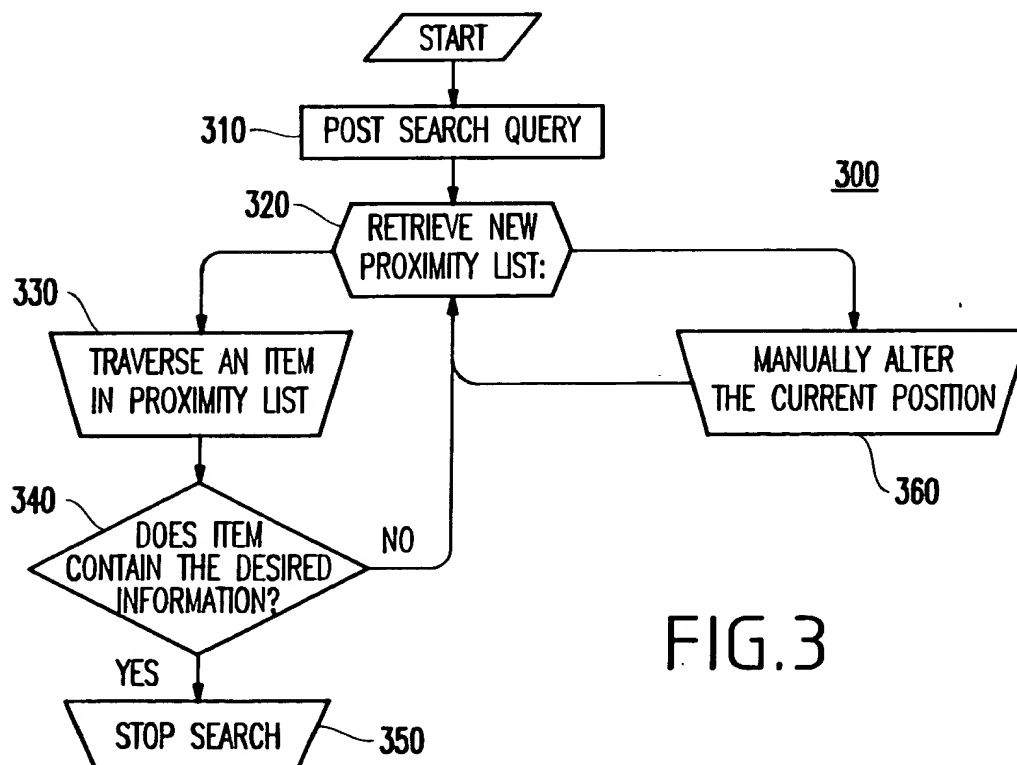 START
310
POST SEARCH QUERY
300
320
RETRIEVE NEW
PROXIMITY LIST:
330
TRAVERSE AN ITEM
IN PROXIMITY LIST
MANUALLY ALTER
THE CURRENT POSITION
360
340
DOES ITEM
CONTAIN THE DESIRED
INFORMATION?
NO
YES
STOP SEARCH
350
FIG.3